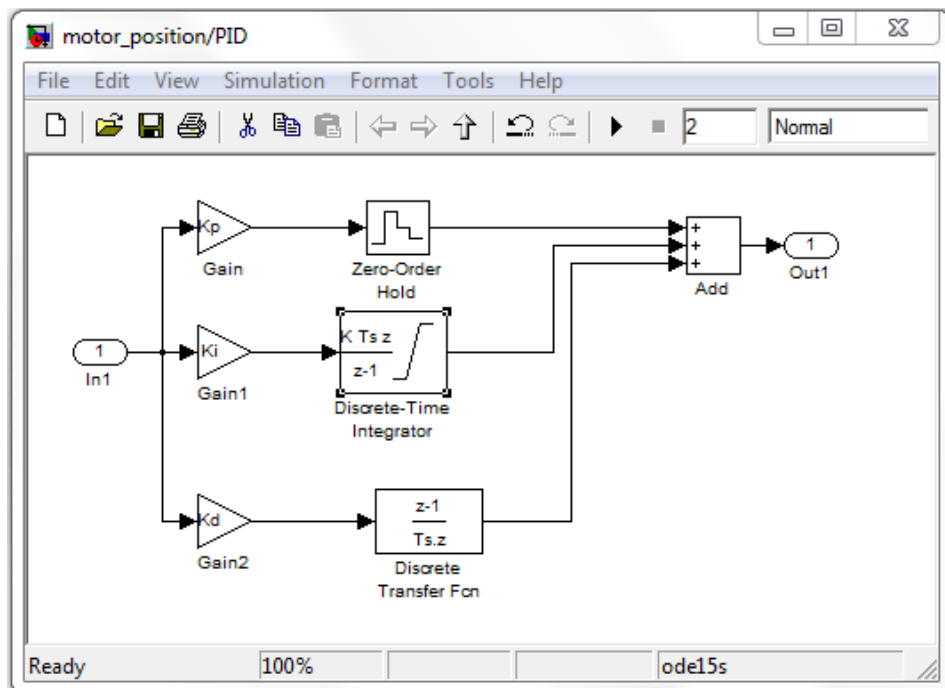 motor_position/PID
File Edit View Simulation Format Tools Help
2 Normal
Kp
Gain
Zero-Order
Hold
+
+
+
Add
1
Out1
1
In1
Ki
Gain1
K Ts z
z-1
Discrete-Time
Integrator
Kd
Gain2
z-1
Ts.z
Discrete
Transfer Fcn
Ready 100% ode15s